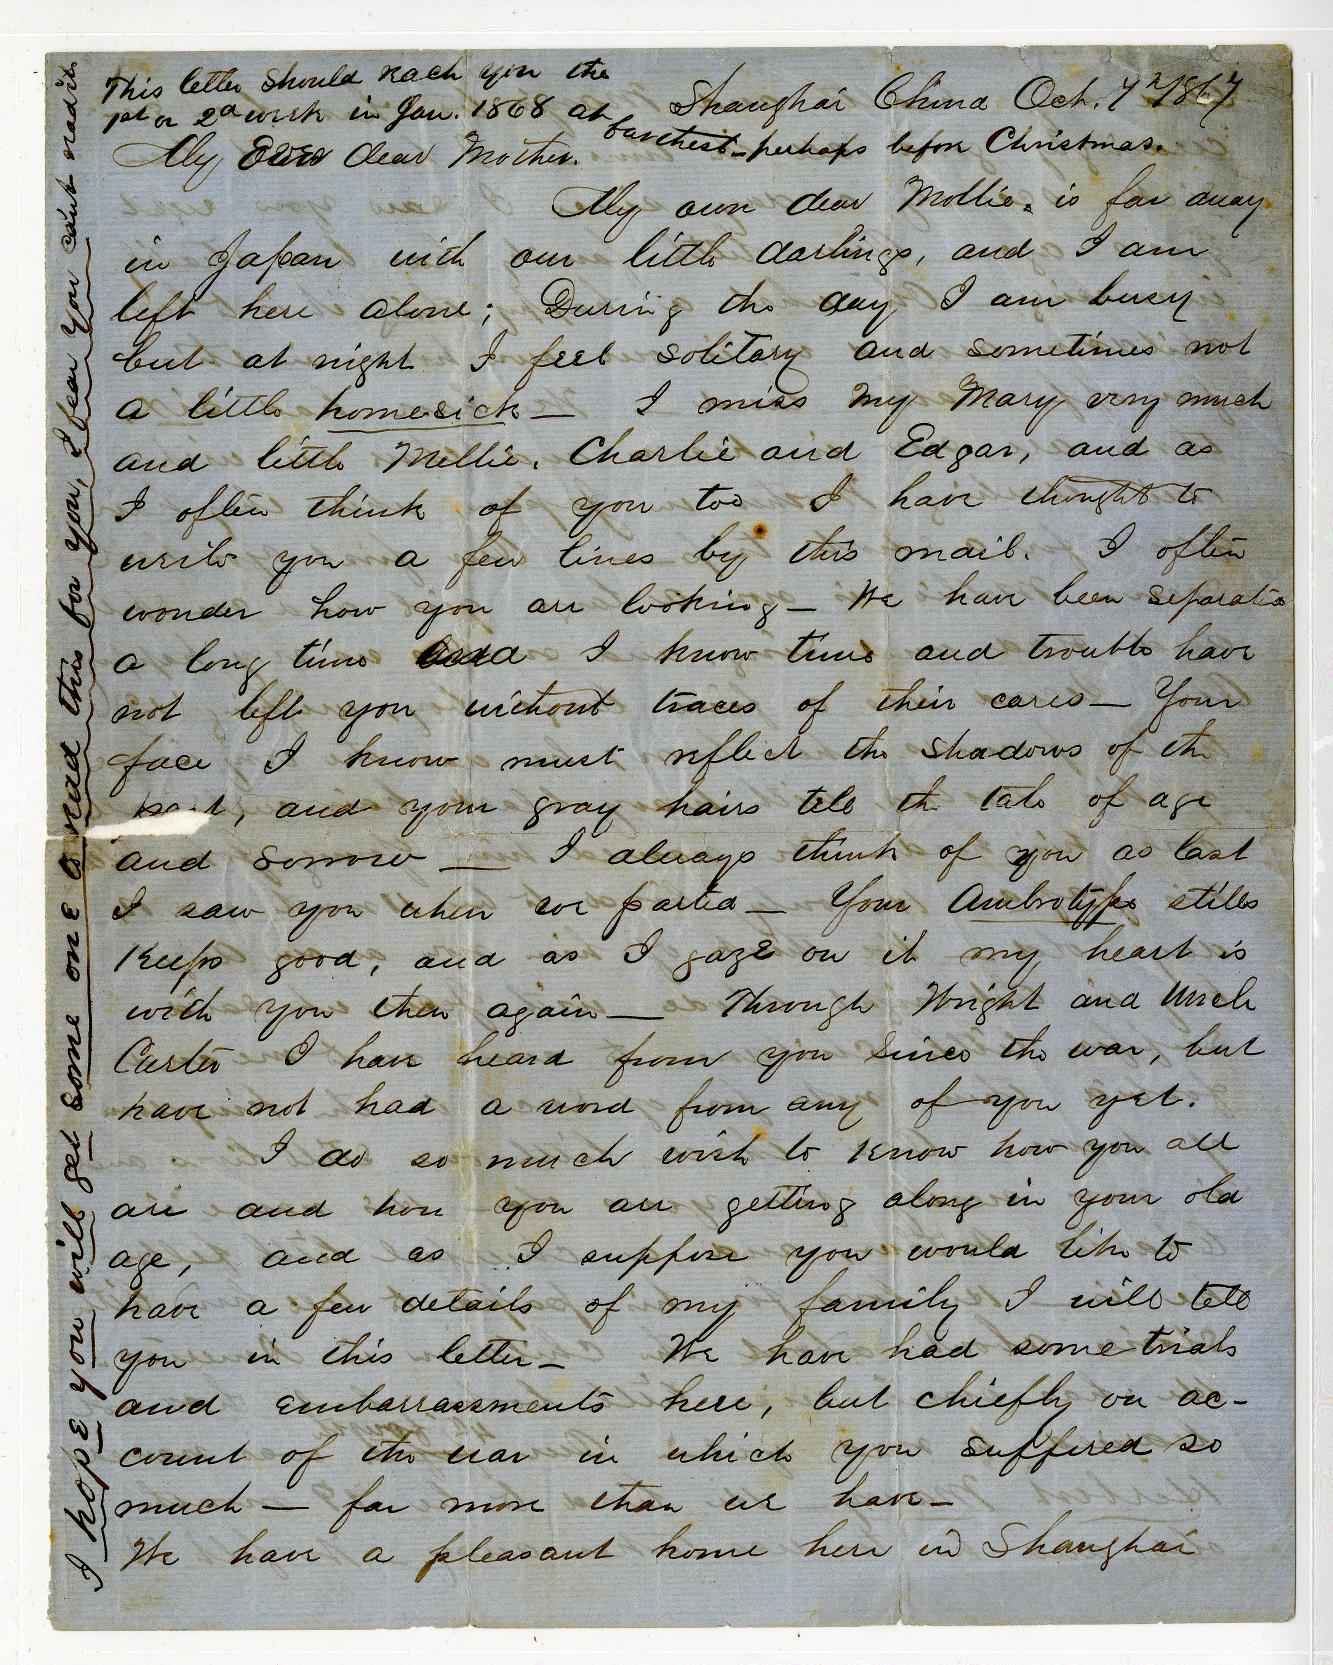 This letter should reach you the
1st or 2d week in Jan. 1868 at
farthest - perhaps before Christmas.
Shanghai China Oct. 7 1867
My dear Mother.
My own dear Mollie. is far away
in Japan with our little darlings, and I am
left here alone; During the day I am busy
but at night I feel solitary and sometimes not
a little homesick — I miss my Mary very much
and little Mellie. Charlie and Edgar, and as
I often think of you too I have thought to
write you a few lines by this mail. I often
wonder how you are looking — We have been separated
a long time and I know time and trouble have
not left you without traces of their cares — Your
face I know must reflect the shadows of the
past, and your gray hairs tell the tale of age
and sorrow — I always think of you as last
I saw you when we parted — Your Ambrotype still
keeps good, and as I gaze on it my heart is
with you then again — Through Wright and Uncle
Carter I have heard from you since the war, but
have not had a word from any of you yet.
I do so much wish to know how you all
are and how you are getting along in your old
age, and as I suppose you would like to
have a few details of my family I will tell
you in this letter — We have had some trials
and embarrassments here, but chiefly on ac-
count of the war in which you suffered so
much — far more than we have —
We have a pleasant home here in Shanghai
I hope you will get some one to read this for you, I fear you can't read it